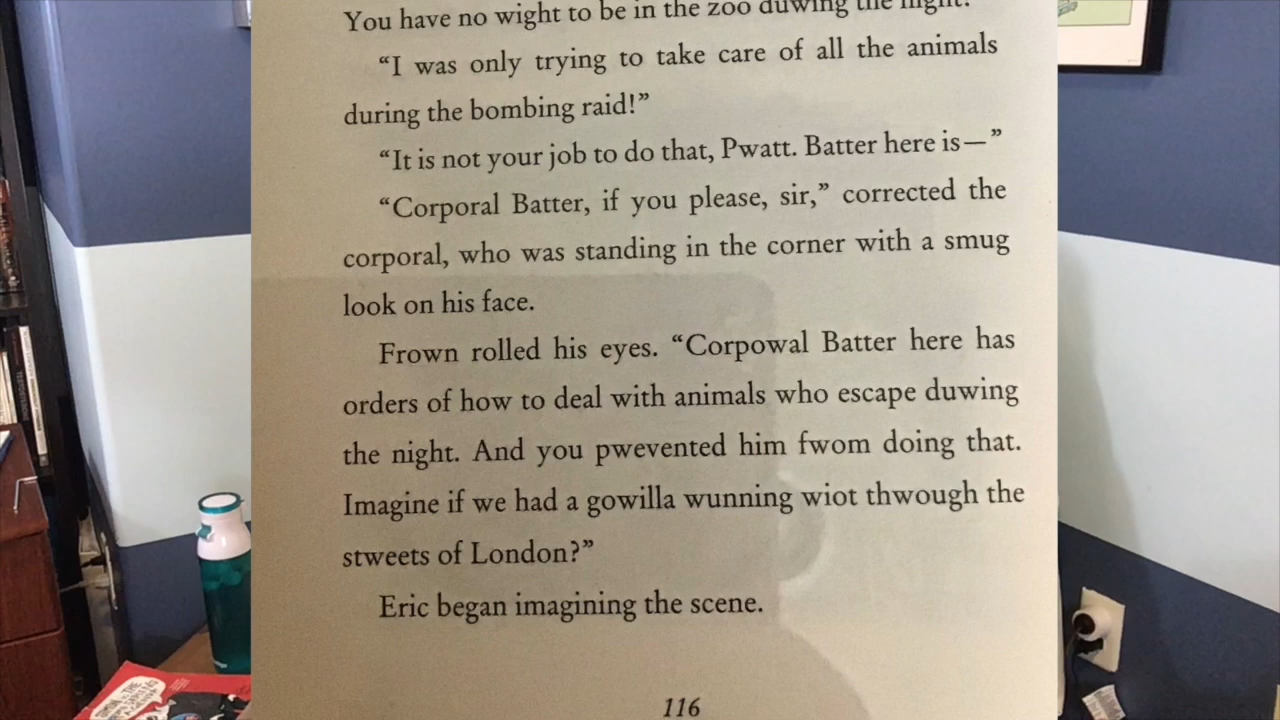 You have no wight to be in the zoo duwing the night.
“I was only trying to take care of all the animals
during the bombing raid!”
“It is not your job to do that, Pwatt. Batter here is—”
“Corporal Batter, if you please, sir,” corrected the
corporal, who was standing in the corner with a smug
look on his face.
Frown rolled his eyes. “Corpowal Batter here has
orders of how to deal with animals who escape duwing
the night. And you pwevented him fwom doing that.
Imagine if we had a gowilla wunning wiot thwough the
stweets of London?”
Eric began imagining the scene.
116